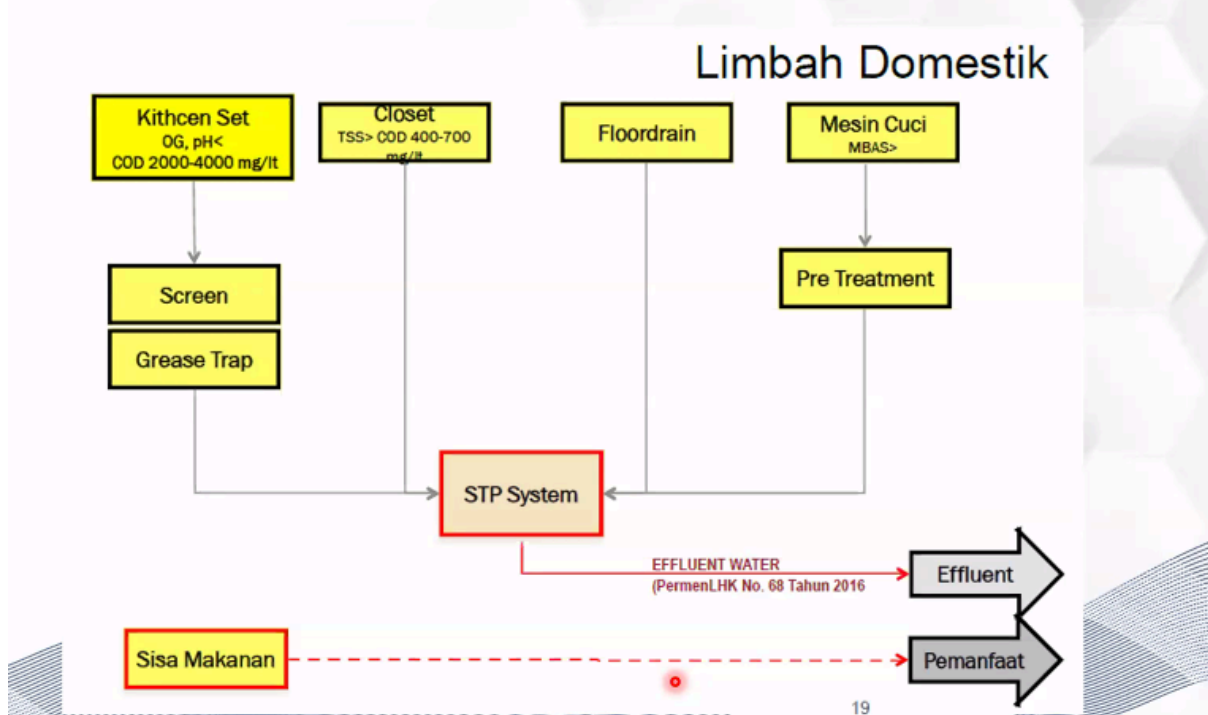 Limbah Domestik
Kithcen Set
OG, pH<
COD 2000-4000 mg/lt
Closet
TSS> COD 400-700
mg/lt
Floordrain
Mesin Cuci
MBAS>
Screen
Grease Trap
Pre Treatment
STP System
EFFLUENT WATER
(PermenLHK No. 68 Tahun 2016
Effluent
Sisa Makanan
Pemanfaat
19